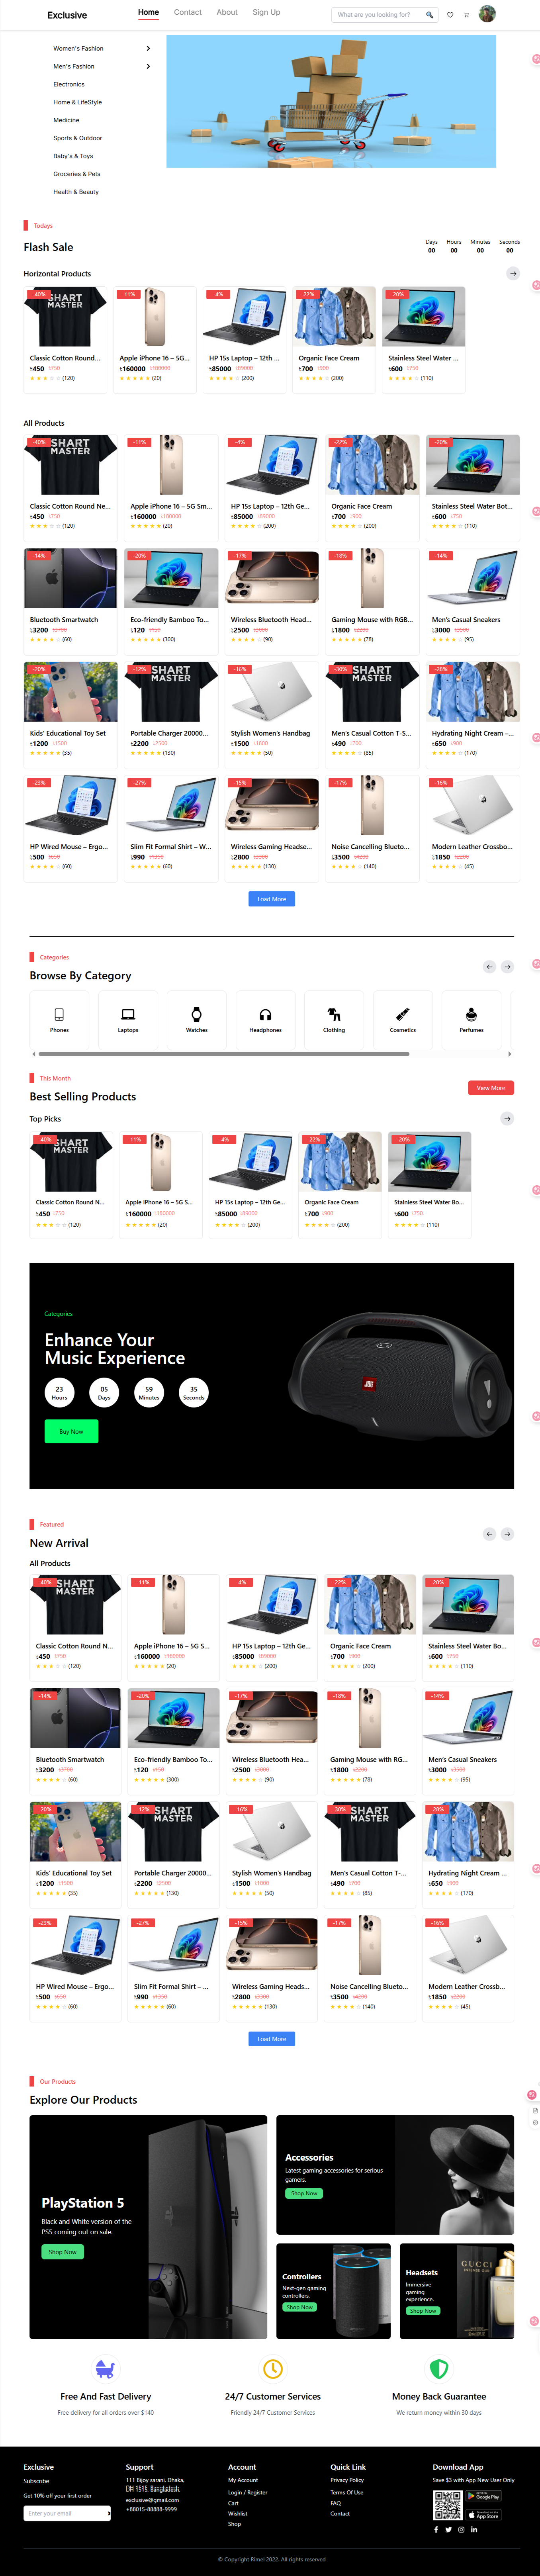 Exclusive
Home Contact About Sign Up
What are you looking for?
Women's Fashion
Men's Fashion
Electronics
Home & LifeStyle
Medicine
Sports & Outdoor
Baby's & Toys
Groceries & Pets
Health & Beauty
Todays
Flash Sale
Days Hours Minutes Seconds
00 00 00 00
Horizontal Products
-40% -11% -4% -22% -20%
SHART
MASTER
Classic Cotton Round... Apple iPhone 16 – 5G... HP 15s Laptop – 12th ... Organic Face Cream Stainless Steel Water ...
৳450 ৳750 ৳160000 ৳180000 ৳85000 ৳89000 ৳700 ৳900 ৳600 ৳750
(120) (20) (200) (200) (110)
All Products
-40% -11% -4% -22% -20%
SHART
MASTER
Classic Cotton Round Ne... Apple iPhone 16 – 5G Sm... HP 15s Laptop – 12th Ge... Organic Face Cream Stainless Steel Water Bot...
৳450 ৳750 ৳160000 ৳180000 ৳85000 ৳89000 ৳700 ৳900 ৳600 ৳750
(120) (20) (200) (200) (110)
-14% -20% -17% -18% -14%
Bluetooth Smartwatch Eco-friendly Bamboo To... Wireless Bluetooth Head... Gaming Mouse with RGB... Men's Casual Sneakers
৳3200 ৳3700 ৳120 ৳150 ৳2500 ৳3000 ৳1800 ৳2200 ৳3000 ৳3500
(60) (300) (90) (78) (95)
-20% -12% -16% -30% -28%
SHART
MASTER
SHART
MASTER
Kids' Educational Toy Set Portable Charger 20000... Stylish Women's Handbag Men's Casual Cotton T-S... Hydrating Night Cream –...
৳1200 ৳1500 ৳2200 ৳2500 ৳1500 ৳1800 ৳490 ৳700 ৳650 ৳900
(35) (130) (50) (85) (170)
-23% -27% -15% -17% -16%
HP Wired Mouse – Ergo... Slim Fit Formal Shirt – W... Wireless Gaming Headse... Noise Cancelling Blueto... Modern Leather Crossbo...
৳500 ৳650 ৳990 ৳1350 ৳2800 ৳3300 ৳3500 ৳4200 ৳1850 ৳2200
(60) (60) (130) (140) (45)
Load More
Categories
Browse By Category
Phones Laptops Watches Headphones Clothing Cosmetics Perfumes
This Month
Best Selling Products
View More
Top Picks
-40% -11% -4% -22% -20%
SHART
MASTER
Classic Cotton Round N... Apple iPhone 16 – 5G S... HP 15s Laptop – 12th Ge... Organic Face Cream Stainless Steel Water Bo...
৳450 ৳750 ৳160000 ৳180000 ৳85000 ৳89000 ৳700 ৳900 ৳600 ৳750
(120) (20) (200) (200) (110)
Categories
Enhance Your
Music Experience
23 05 59 35
Hours Days Minutes Seconds
Buy Now
JBL
Featured
New Arrival
All Products
-40% -11% -4% -22% -20%
SHART
MASTER
Classic Cotton Round N... Apple iPhone 16 – 5G S... HP 15s Laptop – 12th Ge... Organic Face Cream Stainless Steel Water Bo...
৳450 ৳750 ৳160000 ৳180000 ৳85000 ৳89000 ৳700 ৳900 ৳600 ৳750
(120) (20) (200) (200) (110)
-14% -20% -17% -18% -14%
Bluetooth Smartwatch Eco-friendly Bamboo To... Wireless Bluetooth Hea... Gaming Mouse with RG... Men's Casual Sneakers
৳3200 ৳3700 ৳120 ৳150 ৳2500 ৳3000 ৳1800 ৳2200 ৳3000 ৳3500
(60) (300) (90) (78) (95)
-20% -12% -16% -30% -28%
SHART
MASTER
SHART
MASTER
Kids' Educational Toy Set Portable Charger 20000... Stylish Women's Handbag Men's Casual Cotton T-... Hydrating Night Cream ...
৳1200 ৳1500 ৳2200 ৳2500 ৳1500 ৳1800 ৳490 ৳700 ৳650 ৳900
(35) (130) (50) (85) (170)
-23% -27% -15% -17% -16%
HP Wired Mouse – Ergo... Slim Fit Formal Shirt – ... Wireless Gaming Heads... Noise Cancelling Blueto... Modern Leather Crossb...
৳500 ৳650 ৳990 ৳1350 ৳2800 ৳3300 ৳3500 ৳4200 ৳1850 ৳2200
(60) (60) (130) (140) (45)
Load More
Our Products
Explore Our Products
PlayStation 5
Black and White version of the
PS5 coming out on sale.
Shop Now
Accessories
Latest gaming accessories for serious
gamers.
Shop Now
Controllers
Next-gen gaming
controllers.
Shop Now
Headsets
Immersive
gaming
experience.
Shop Now
GUCCI
Free And Fast Delivery
Free delivery for all orders over $140
24/7 Customer Services
Friendly 24/7 Customer Services
Money Back Guarantee
We return money within 30 days
Exclusive
Subscribe
Get 10% off your first order
Enter your email
Support
111 Bijoy sarani, Dhaka,
DH 1515, Bangladesh.
exclusive@gmail.com
+88015-88888-9999
Account
My Account
Login / Register
Cart
Wishlist
Shop
Quick Link
Privacy Policy
Terms Of Use
FAQ
Contact
Download App
Save $3 with App New User Only
Google Play
App Store
© Copyright Rimel 2022. All rights reserved